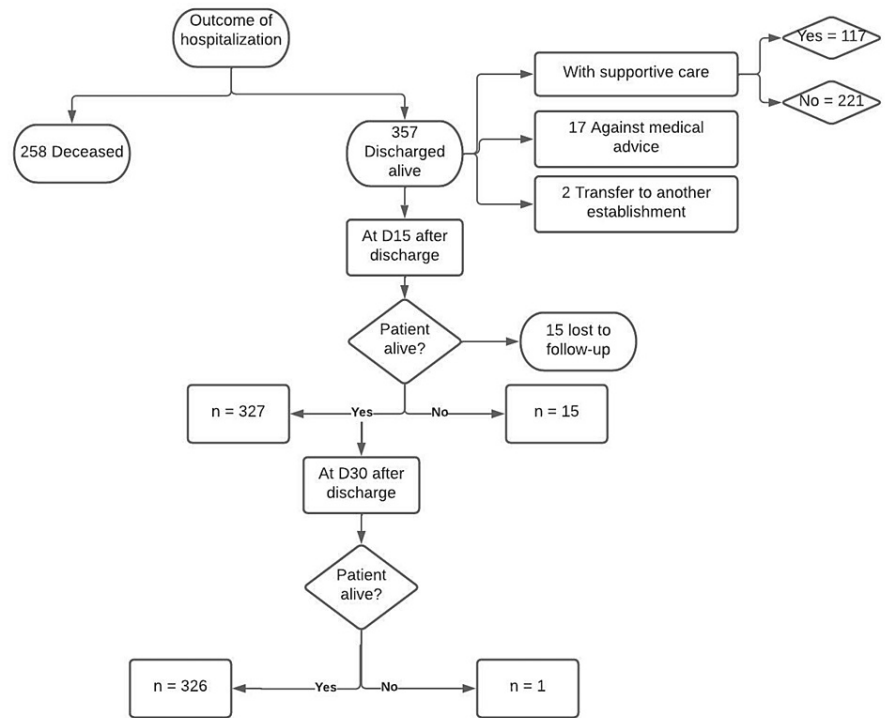 Outcome of
hospitalization
Yes = 117
With supportive care
No = 221
258 Deceased
357
Discharged
alive
17 Against medical
advice
2 Transfer to another
establishment
At D15 after
discharge
Patient
alive?
15 lost to
follow-up
n = 327
Yes
No
n = 15
At D30 after
discharge
Patient
alive?
n = 326
Yes
No
n = 1